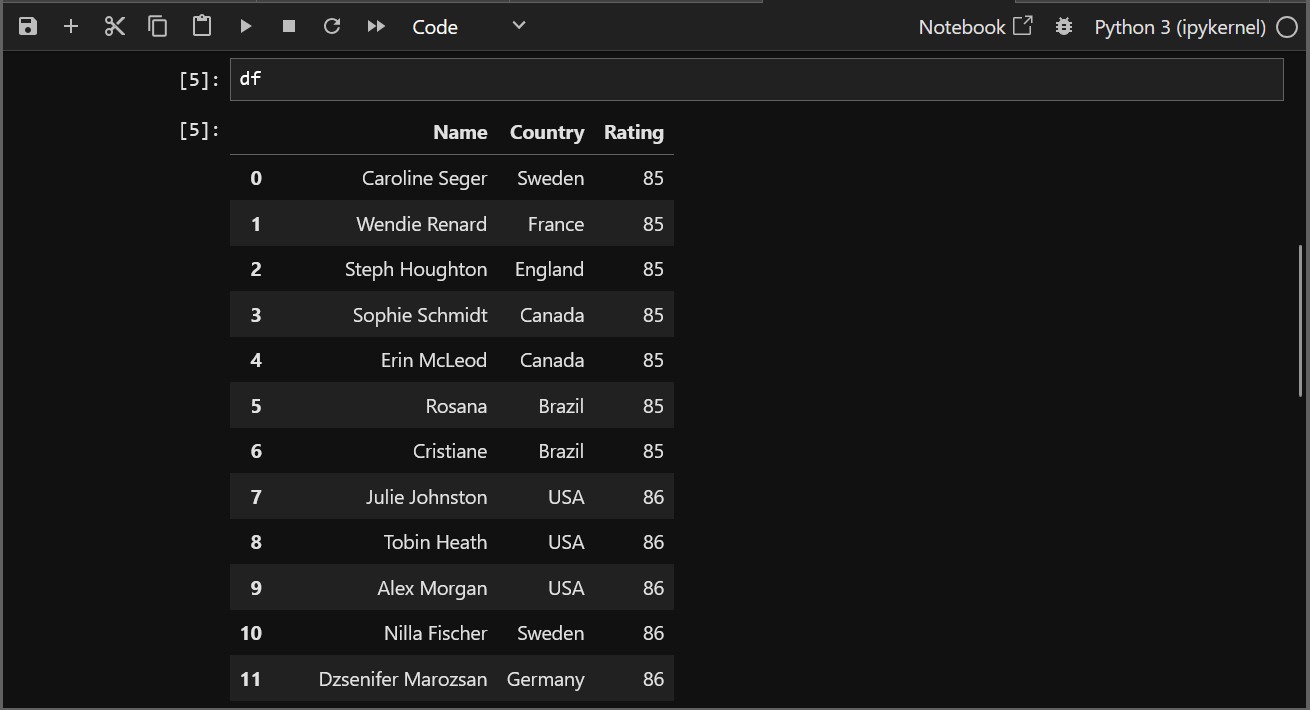 Code Notebook Python 3 (ipykernel)
[5]: df
[5]: Name Country Rating
0 Caroline Seger Sweden 85
1 Wendie Renard France 85
2 Steph Houghton England 85
3 Sophie Schmidt Canada 85
4 Erin McLeod Canada 85
5 Rosana Brazil 85
6 Cristiane Brazil 85
7 Julie Johnston USA 86
8 Tobin Heath USA 86
9 Alex Morgan USA 86
10 Nilla Fischer Sweden 86
11 Dzsenifer Marozsan Germany 86